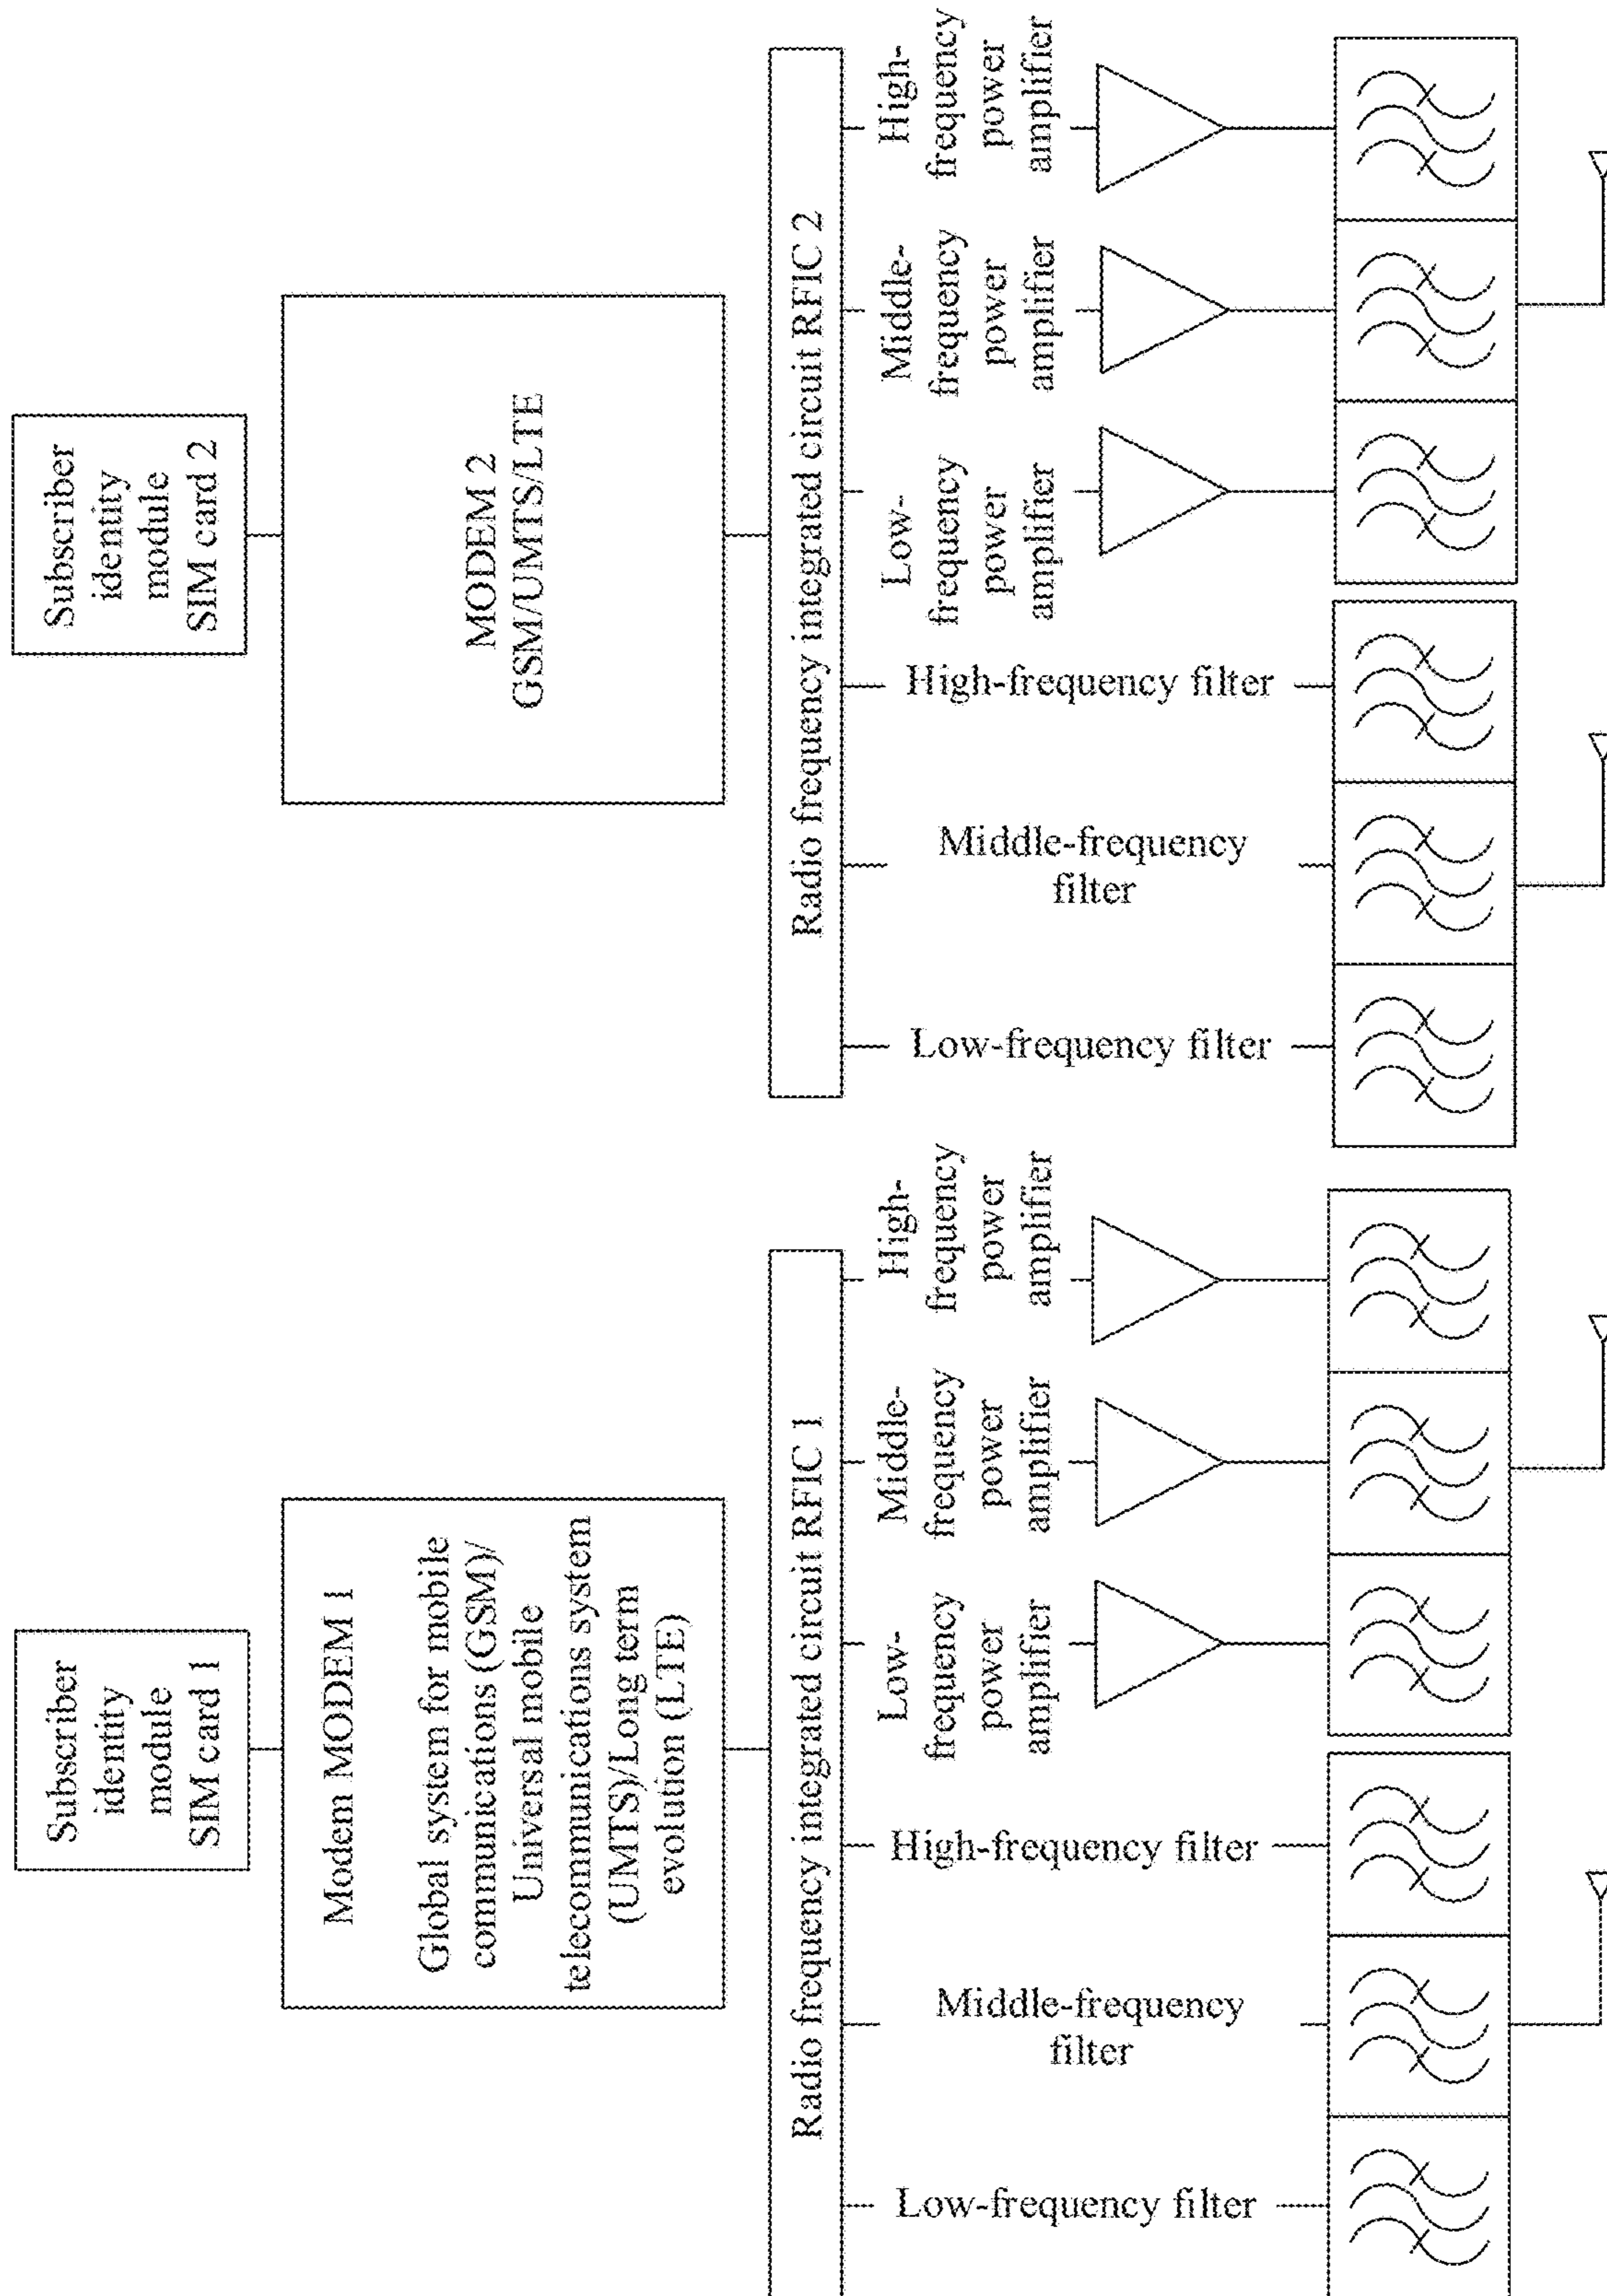 Subscriber
identity
module
SIM card 1
Modem MODEM 1
Global system for mobile
communications (GSM)/
Universal mobile
telecommunications system
(UMTS)/Long term
evolution (LTE)
Radio frequency integrated circuit RFIC 1
Low-frequency filter
Middle-frequency
filter
High-frequency filter
Low-
frequency
power
amplifier
Middle-
frequency
power
amplifier
High-
frequency
power
amplifier
Subscriber
identity
module
SIM card 2
MODEM 2
GSM/UMTS/LTE
Radio frequency integrated circuit RFIC 2
Low-frequency filter
Middle-frequency
filter
High-frequency filter
Low-
frequency
power
amplifier
Middle-
frequency
power
amplifier
High-
frequency
power
amplifier